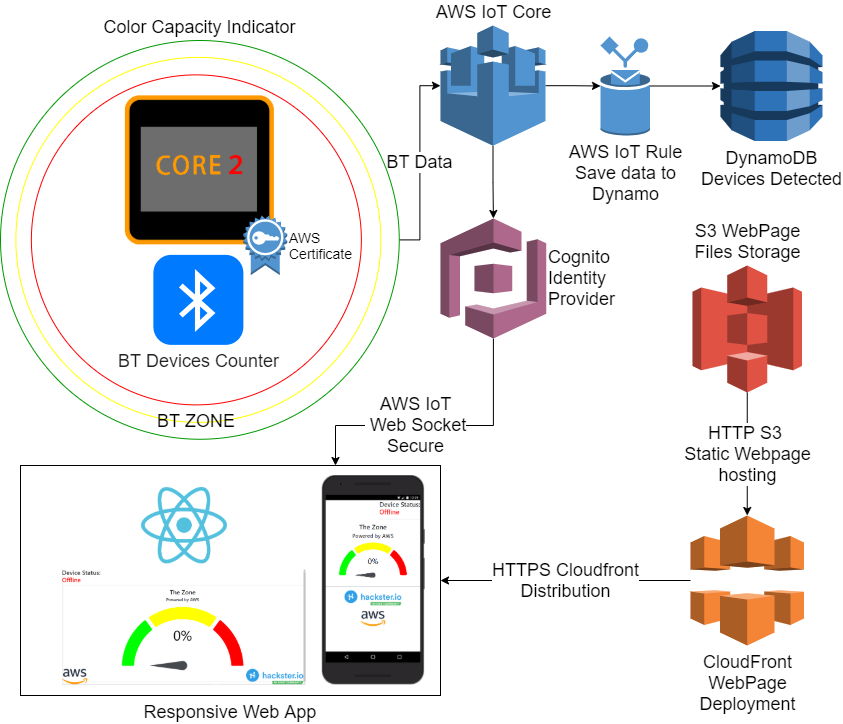 Color Capacity Indicator
CORE 2
AWS
Certificate
BT Devices Counter
BT ZONE
BT Data
AWS IoT Core
AWS IoT Rule
Save data to
Dynamo
DynamoDB
Devices Detected
Cognito
Identity
Provider
S3 WebPage
Files Storage
AWS IoT
Web Socket
Secure
HTTP S3
Static Webpage
hosting
HTTPS Cloudfront
Distribution
CloudFront
WebPage
Deployment
Device Status:
Offline
The Zone
Powered by AWS
0%
aws
hackster.io
Device Status:
Offline
The Zone
Powered by AWS
0%
hackster.io
aws
Responsive Web App